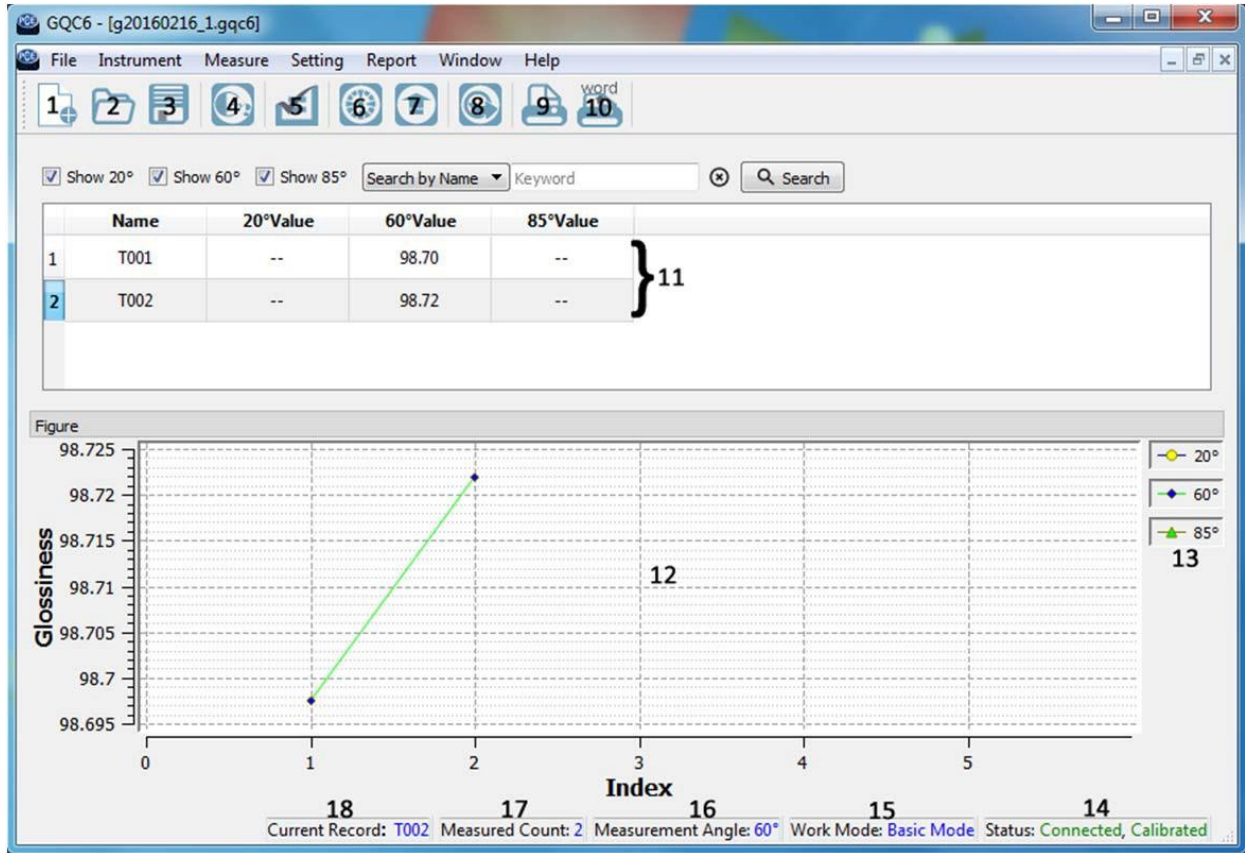 GQC6 - [g20160216_1.gqc6]
File Instrument Measure Setting Report Window Help
word
1 2 3 4 5 6 7 8 9 10
Show 20° Show 60° Show 85° Search by Name Keyword Search
Name 20°Value 60°Value 85°Value
1 T001 -- 98.70 --
11
2 T002 -- 98.72 --
Figure
98.725
98.72
98.715
98.71
98.705
98.7
98.695
Glossiness
12
20°
60°
85°
13
0 1 2 3 4 5
Index
18 17 16 15 14
Current Record: T002 Measured Count: 2 Measurement Angle: 60° Work Mode: Basic Mode Status: Connected, Calibrated